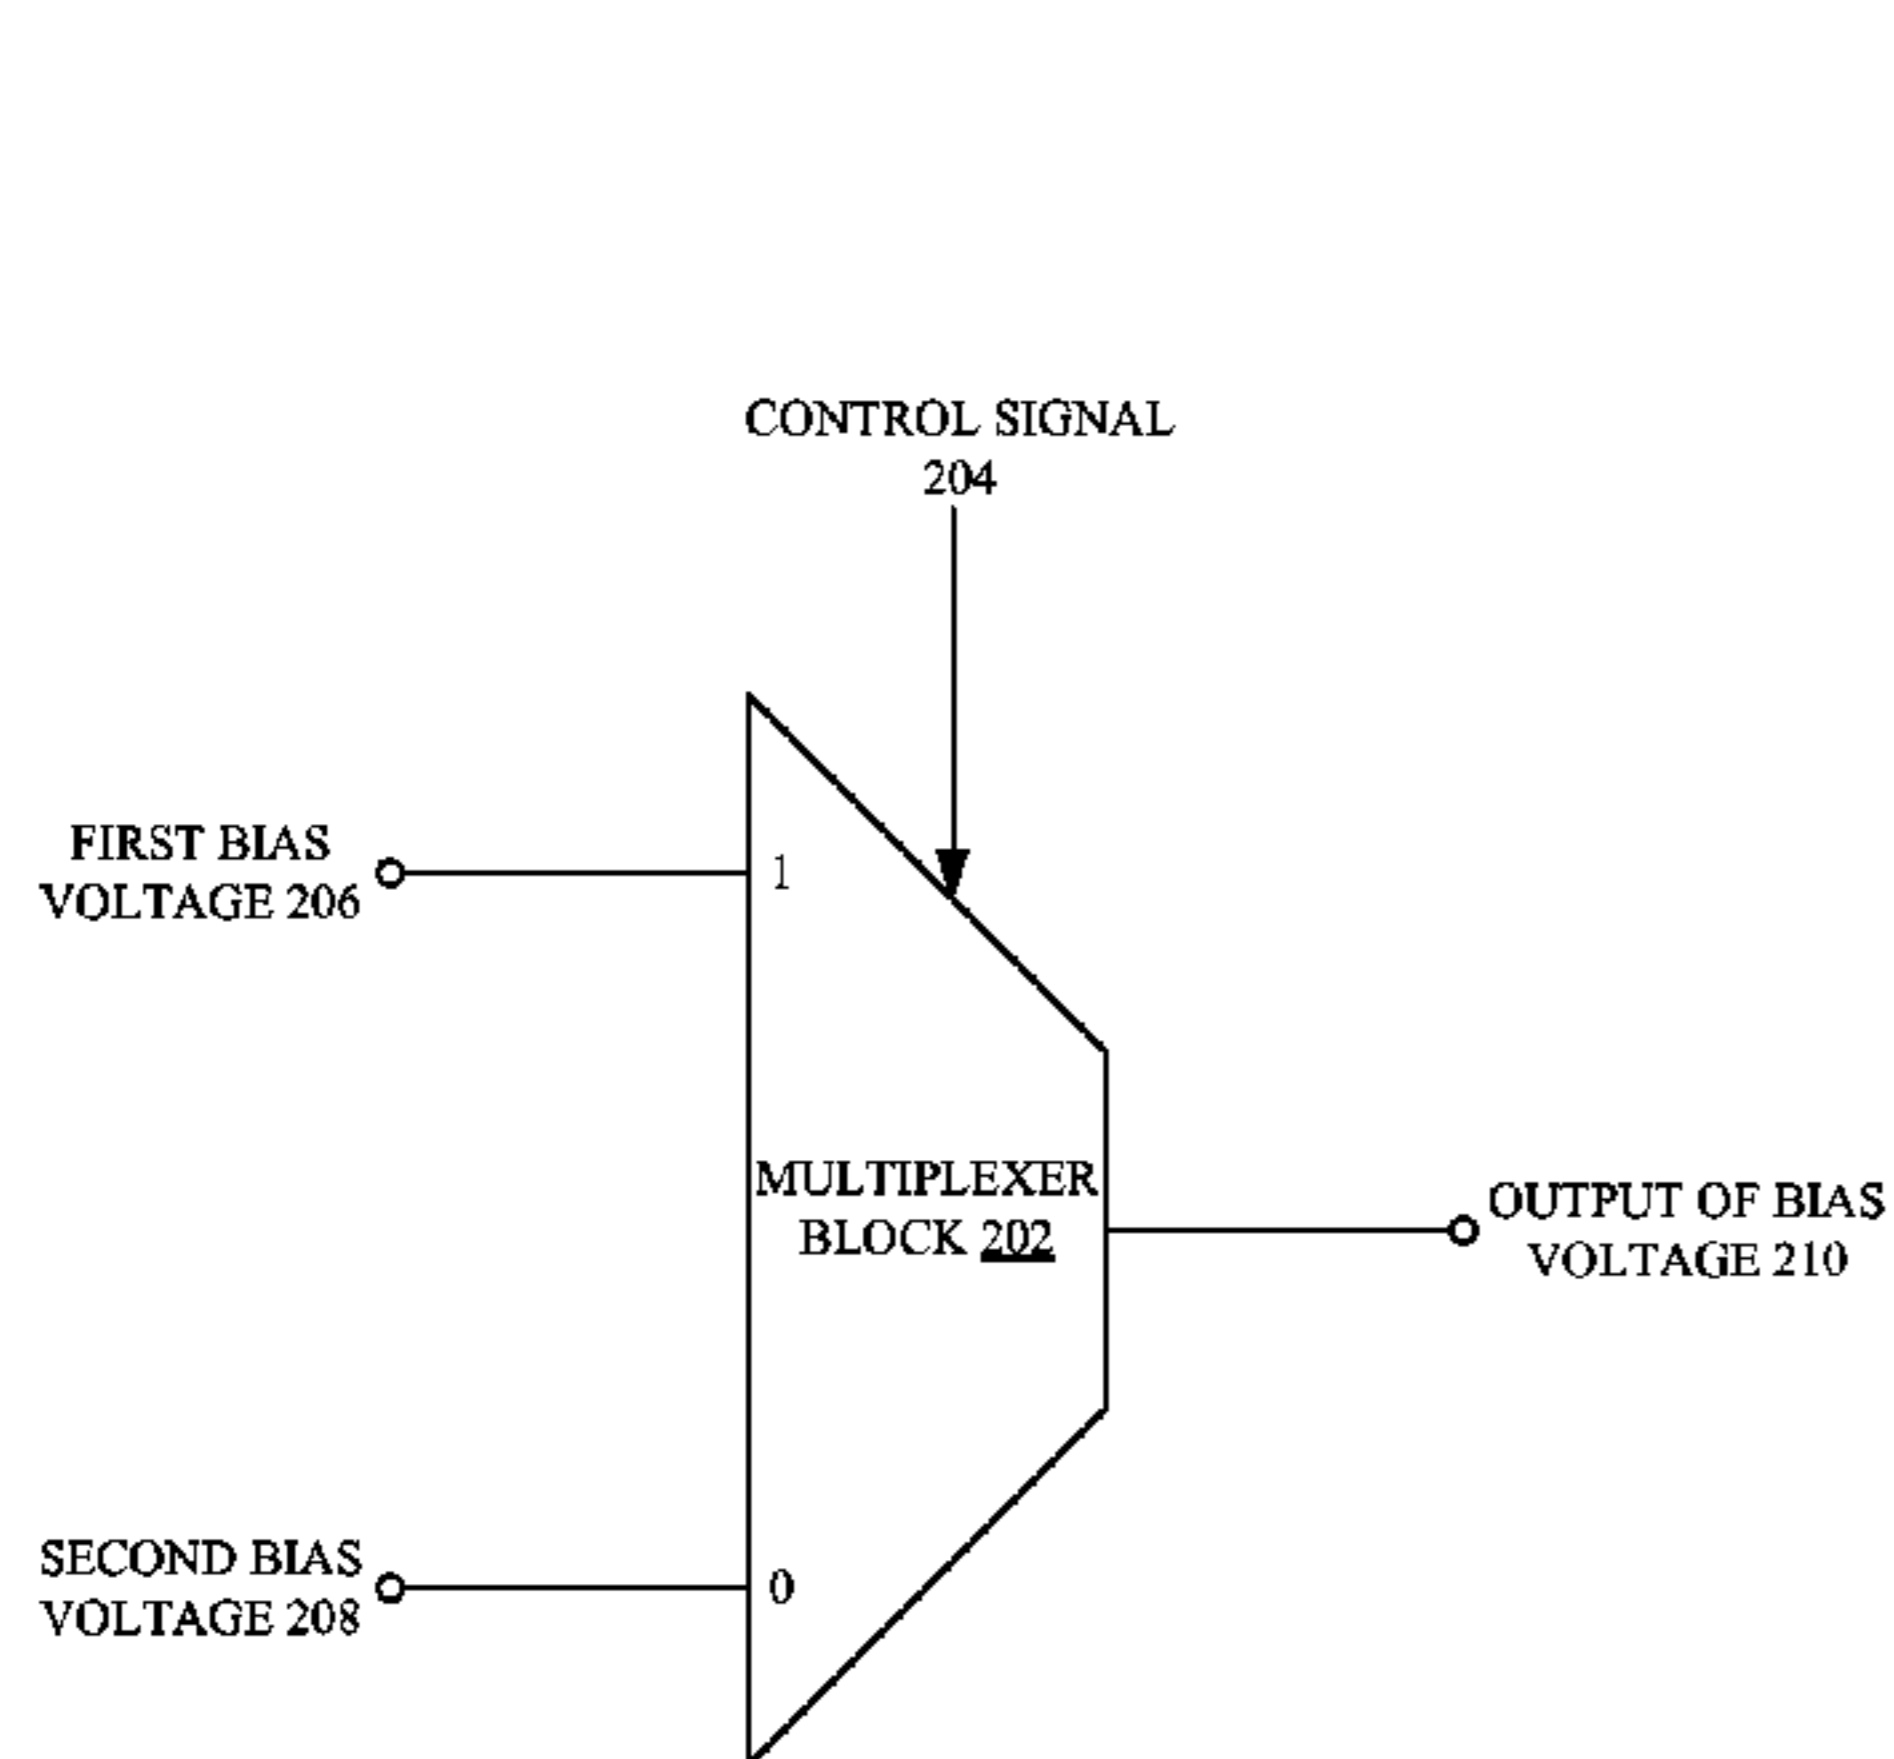 CONTROL SIGNAL
204
FIRST BIAS
VOLTAGE 206
1
MULTIPLEXER
BLOCK 202
OUTPUT OF BIAS
VOLTAGE 210
SECOND BIAS
VOLTAGE 208
0